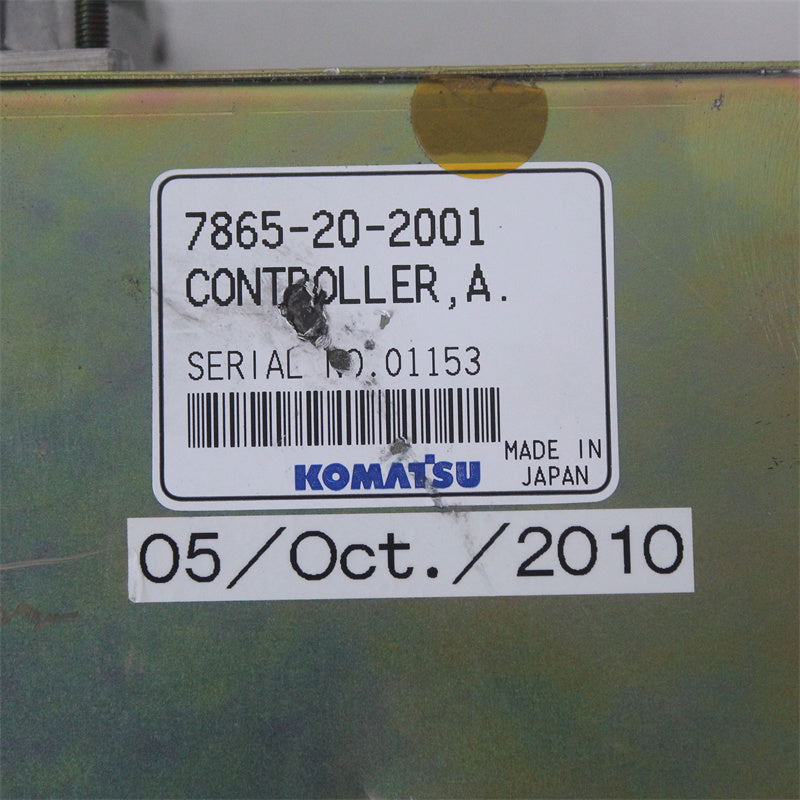 7865-20-2001
CONTROLLER,A.
SERIAL NO.01153
KOMATSU
MADE IN
JAPAN
05/Oct./2010